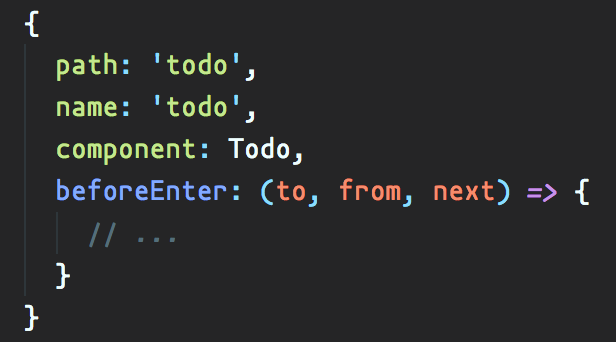 {
  path: 'todo',
  name: 'todo',
  component: Todo,
  beforeEnter: (to, from, next) => {
    // ...
  }
}